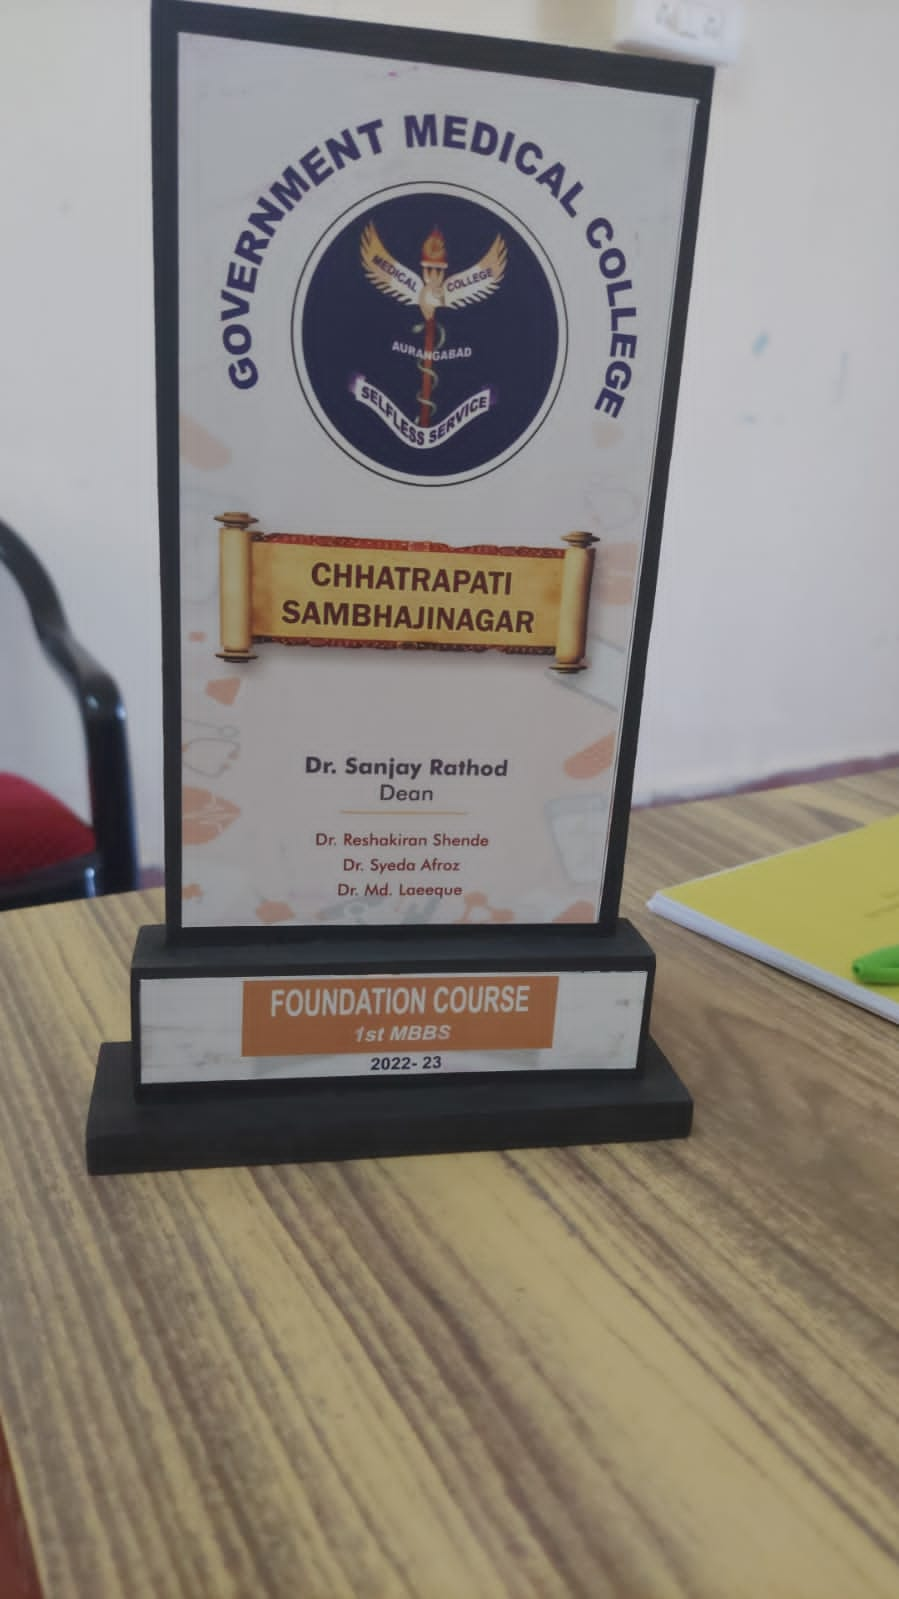 GOVERNMENT MEDICAL COLLEGE
MEDICAL COLLEGE
AURANGABAD
SELFLESS SERVICE
CHHATRAPATI
SAMBHAJINAGAR
Dr. Sanjay Rathod
Dean
Dr. Reshakiran Shende
Dr. Syeda Afroz
Dr. Md. Laeeque
FOUNDATION COURSE
1st MBBS
2022- 23